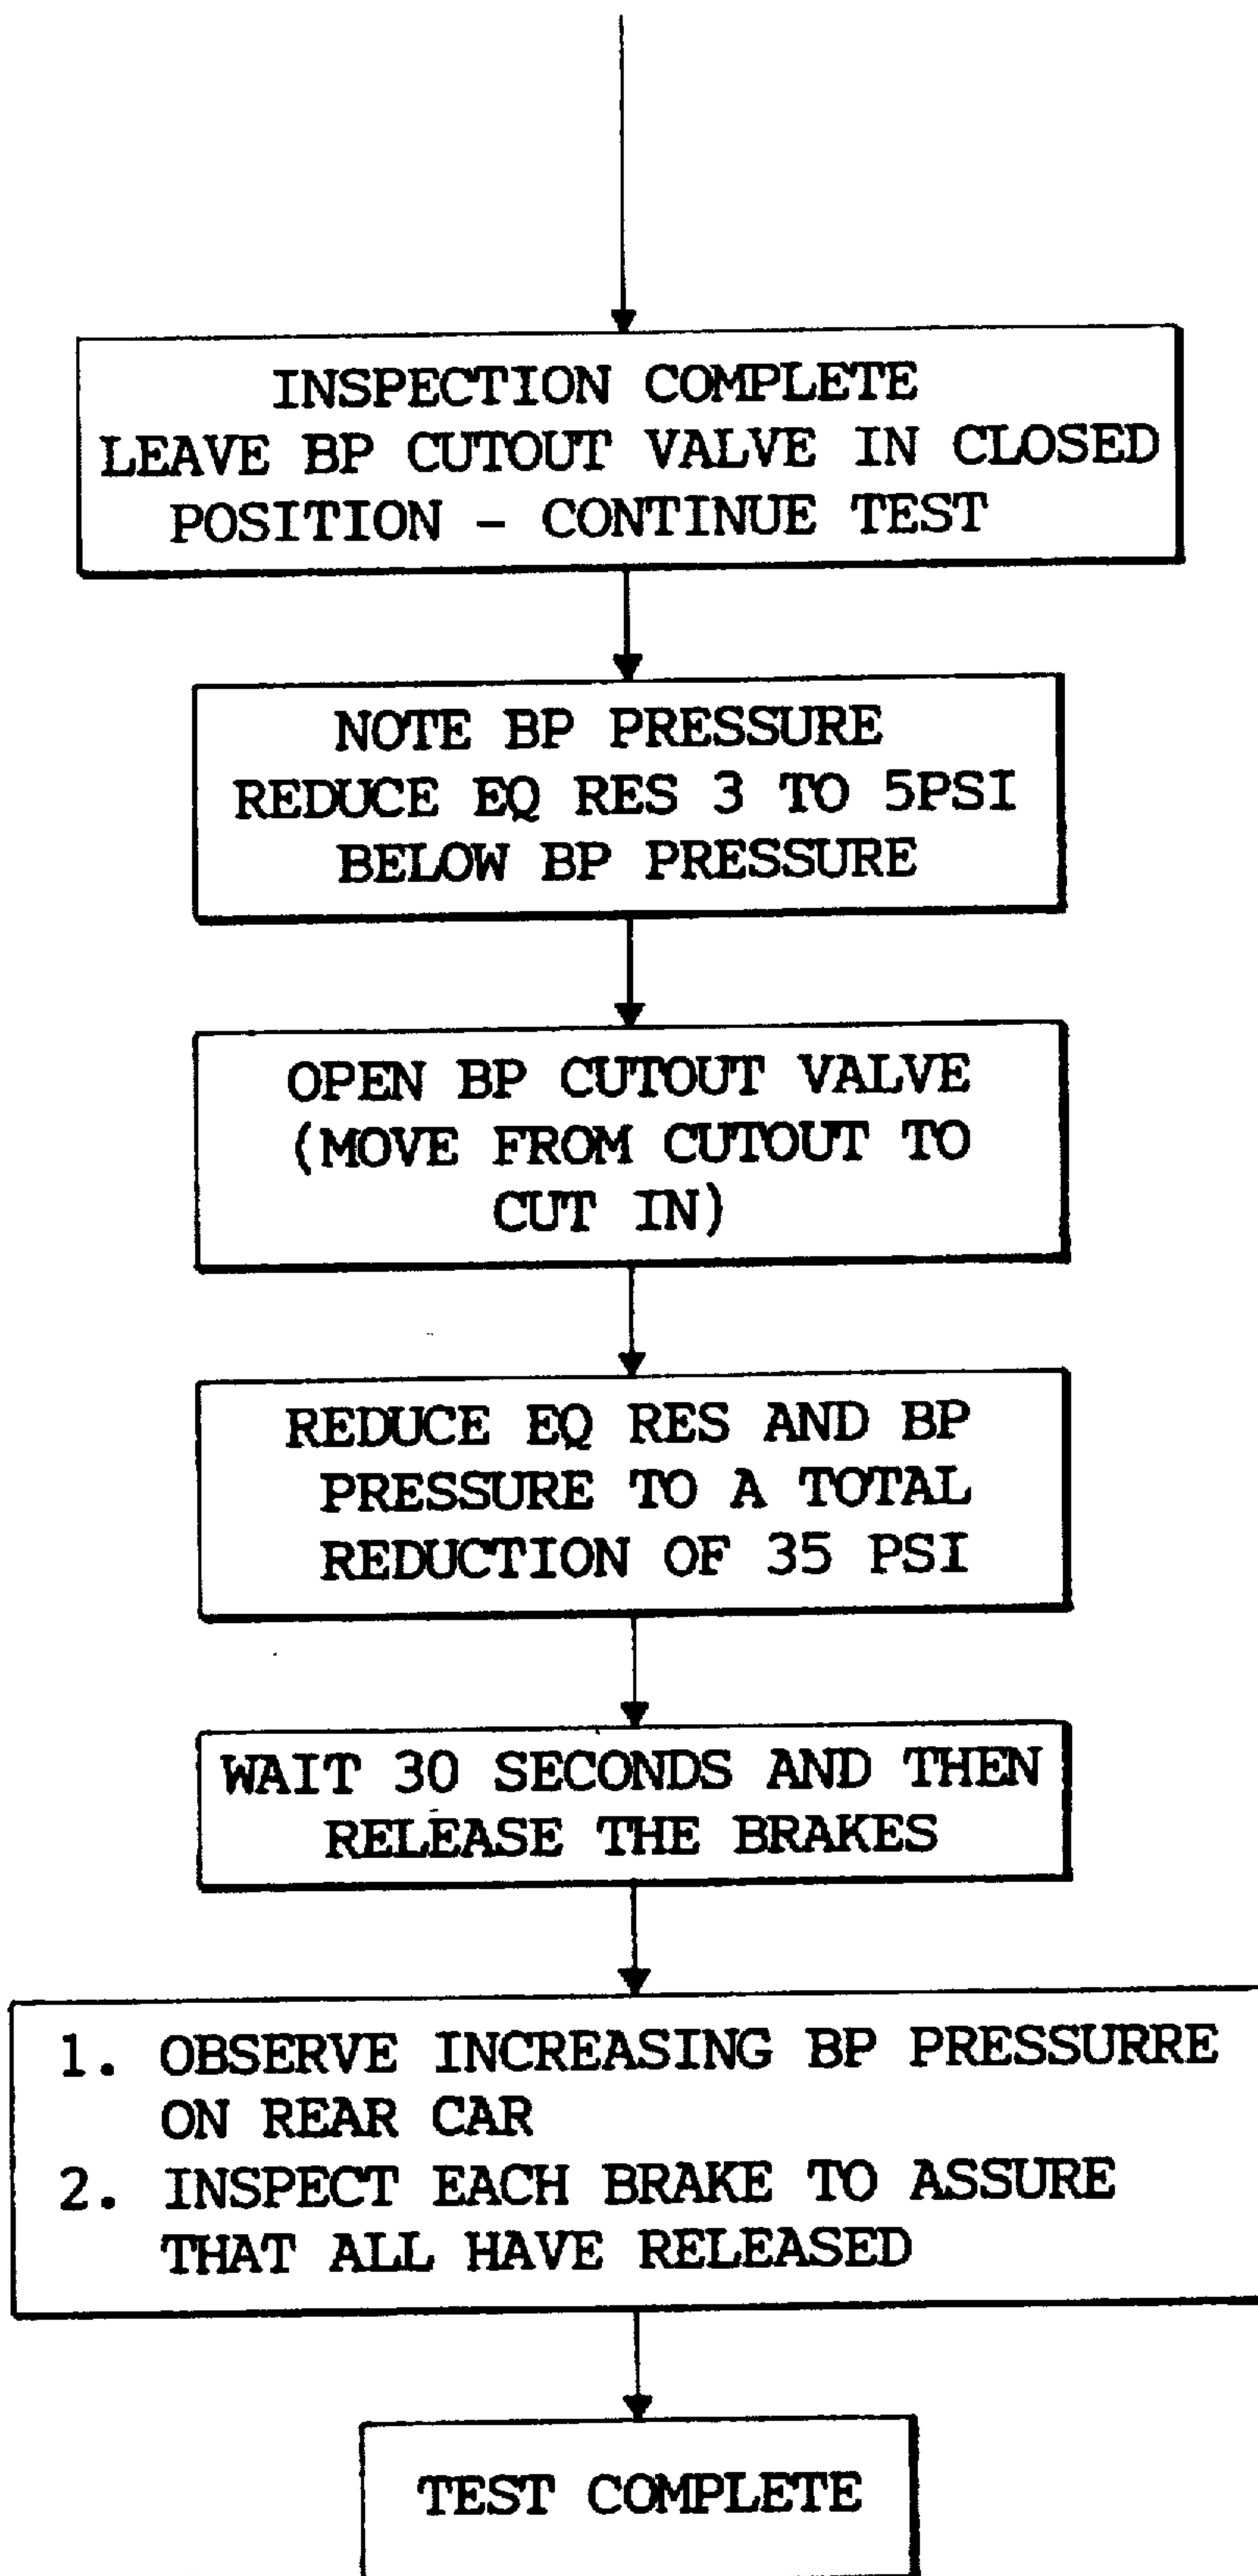 INSPECTION COMPLETE
LEAVE BP CUTOUT VALVE IN CLOSED
POSITION - CONTINUE TEST
NOTE BP PRESSURE
REDUCE EQ RES 3 TO 5PSI
BELOW BP PRESSURE
OPEN BP CUTOUT VALVE
(MOVE FROM CUTOUT TO
CUT IN)
REDUCE EQ RES AND BP
PRESSURE TO A TOTAL
REDUCTION OF 35 PSI
WAIT 30 SECONDS AND THEN
RELEASE THE BRAKES
1. OBSERVE INCREASING BP PRESSURRE
ON REAR CAR
2. INSPECT EACH BRAKE TO ASSURE
THAT ALL HAVE RELEASED
TEST COMPLETE